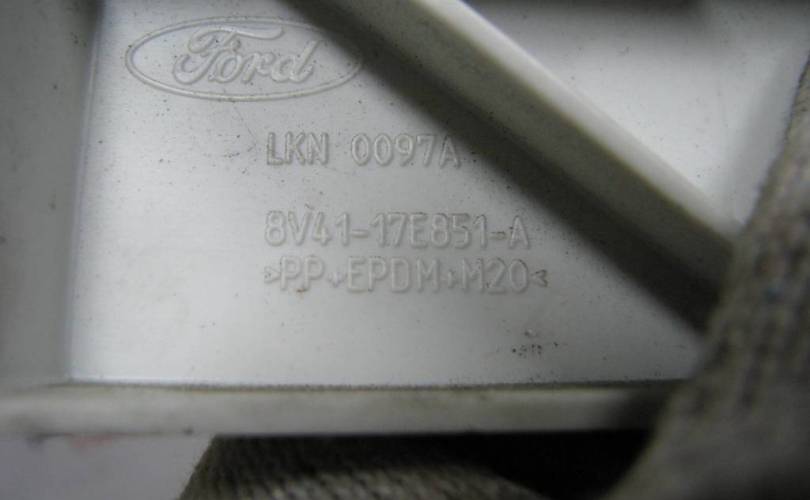 Ford
LKN 0097A
8V41-17E851-A
>PP+EPDM+M20<